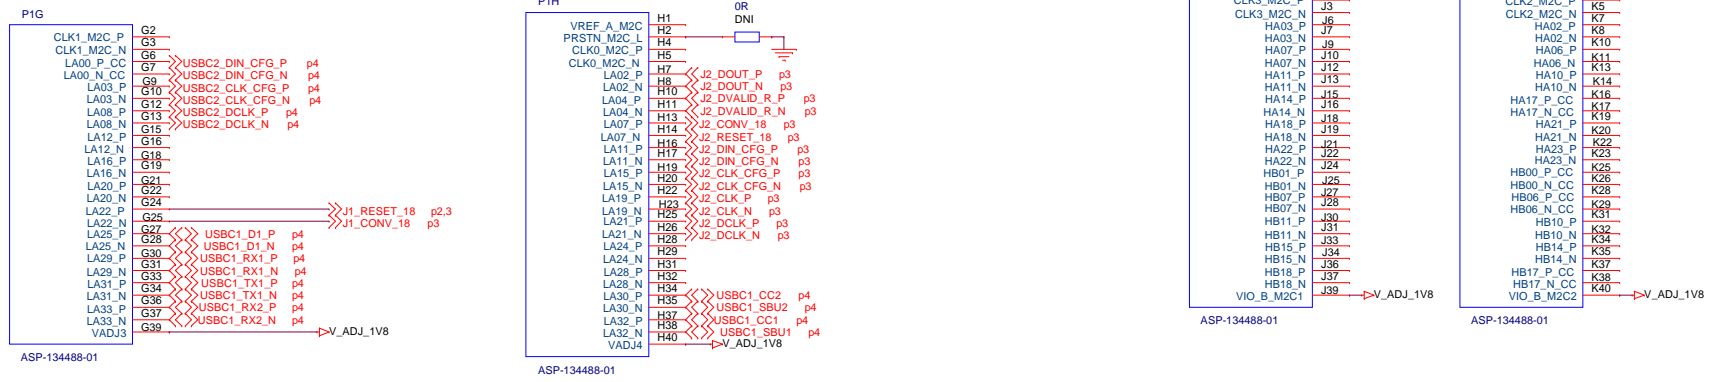 P1G
CLK1_M2C_P G2
CLK1_M2C_N G3
LA00_P_CC G6 USBC2_DIN_CFG_P p4
LA00_N_CC G7 USBC2_DIN_CFG_N p4
LA03_P G9 USBC2_CLK_CFG_P p4
LA03_N G10 USBC2_CLK_CFG_N p4
LA08_P G12 USBC2_DCLK_P p4
LA08_N G13 USBC2_DCLK_N p4
LA12_P G15
LA12_N G16
LA16_P G18
LA16_N G19
LA20_P G21
LA20_N G22
LA22_P G24 J1_RESET_18 p2,3
LA22_N G25 J1_CONV_18 p3
LA25_P G27 USBC1_D1_P p4
LA25_N G28 USBC1_D1_N p4
LA29_P G30 USBC1_RX1_P p4
LA29_N G31 USBC1_RX1_N p4
LA31_P G33 USBC1_TX1_P p4
LA31_N G34 USBC1_TX1_N p4
LA33_P G36 USBC1_RX2_P p4
LA33_N G37 USBC1_RX2_N p4
VADJ3 G39 V_ADJ_1V8
ASP-134488-01
P1H
0R
DNI
VREF_A_M2C H1
PRSTN_M2C_L H2
CLK0_M2C_P H4
CLK0_M2C_N H5
LA02_P H7 J2_DOUT_P p3
LA02_N H8 J2_DOUT_N p3
LA04_P H10 J2_DVALID_R_P p3
LA04_N H11 J2_DVALID_R_N p3
LA07_P H13 J2_CONV_18 p3
LA07_N H14 J2_RESET_18 p3
LA11_P H16 J2_DIN_CFG_P p3
LA11_N H17 J2_DIN_CFG_N p3
LA15_P H19 J2_CLK_CFG_P p3
LA15_N H20 J2_CLK_CFG_N p3
LA19_P H22 J2_CLK_P p3
LA19_N H23 J2_CLK_N p3
LA21_P H25 J2_DCLK_P p3
LA21_N H26 J2_DCLK_N p3
LA24_P H28
LA24_N H29
LA28_P H31
LA28_N H32
LA30_P H34 USBC1_CC2 p4
LA30_N H35 USBC1_SBU2 p4
LA32_P H37 USBC1_CC1 p4
LA32_N H38 USBC1_SBU1 p4
VADJ4 H40 V_ADJ_1V8
ASP-134488-01
CLK3_M2C_P
CLK3_M2C_N J3
HA03_P J6
HA03_N J7
HA07_P J9
HA07_N J10
HA11_P J12
HA11_N J13
HA14_P J15
HA14_N J16
HA18_P J18
HA18_N J19
HA22_P J21
HA22_N J22
HB01_P J24
HB01_N J25
HB07_P J27
HB07_N J28
HB11_P J30
HB11_N J31
HB15_P J33
HB15_N J34
HB18_P J36
HB18_N J37
VIO_B_M2C1 J39 V_ADJ_1V8
ASP-134488-01
CLK2_M2C_P
CLK2_M2C_N K5
HA02_P K7
HA02_N K8
HA06_P K10
HA06_N K11
HA10_P K13
HA10_N K14
HA17_P_CC K16
HA17_N_CC K17
HA21_P K19
HA21_N K20
HA23_P K22
HA23_N K23
HB00_P_CC K25
HB00_N_CC K26
HB06_P_CC K28
HB06_N_CC K29
HB10_P K31
HB10_N K32
HB14_P K34
HB14_N K35
HB17_P_CC K37
HB17_N_CC K38
VIO_B_M2C2 K40 V_ADJ_1V8
ASP-134488-01